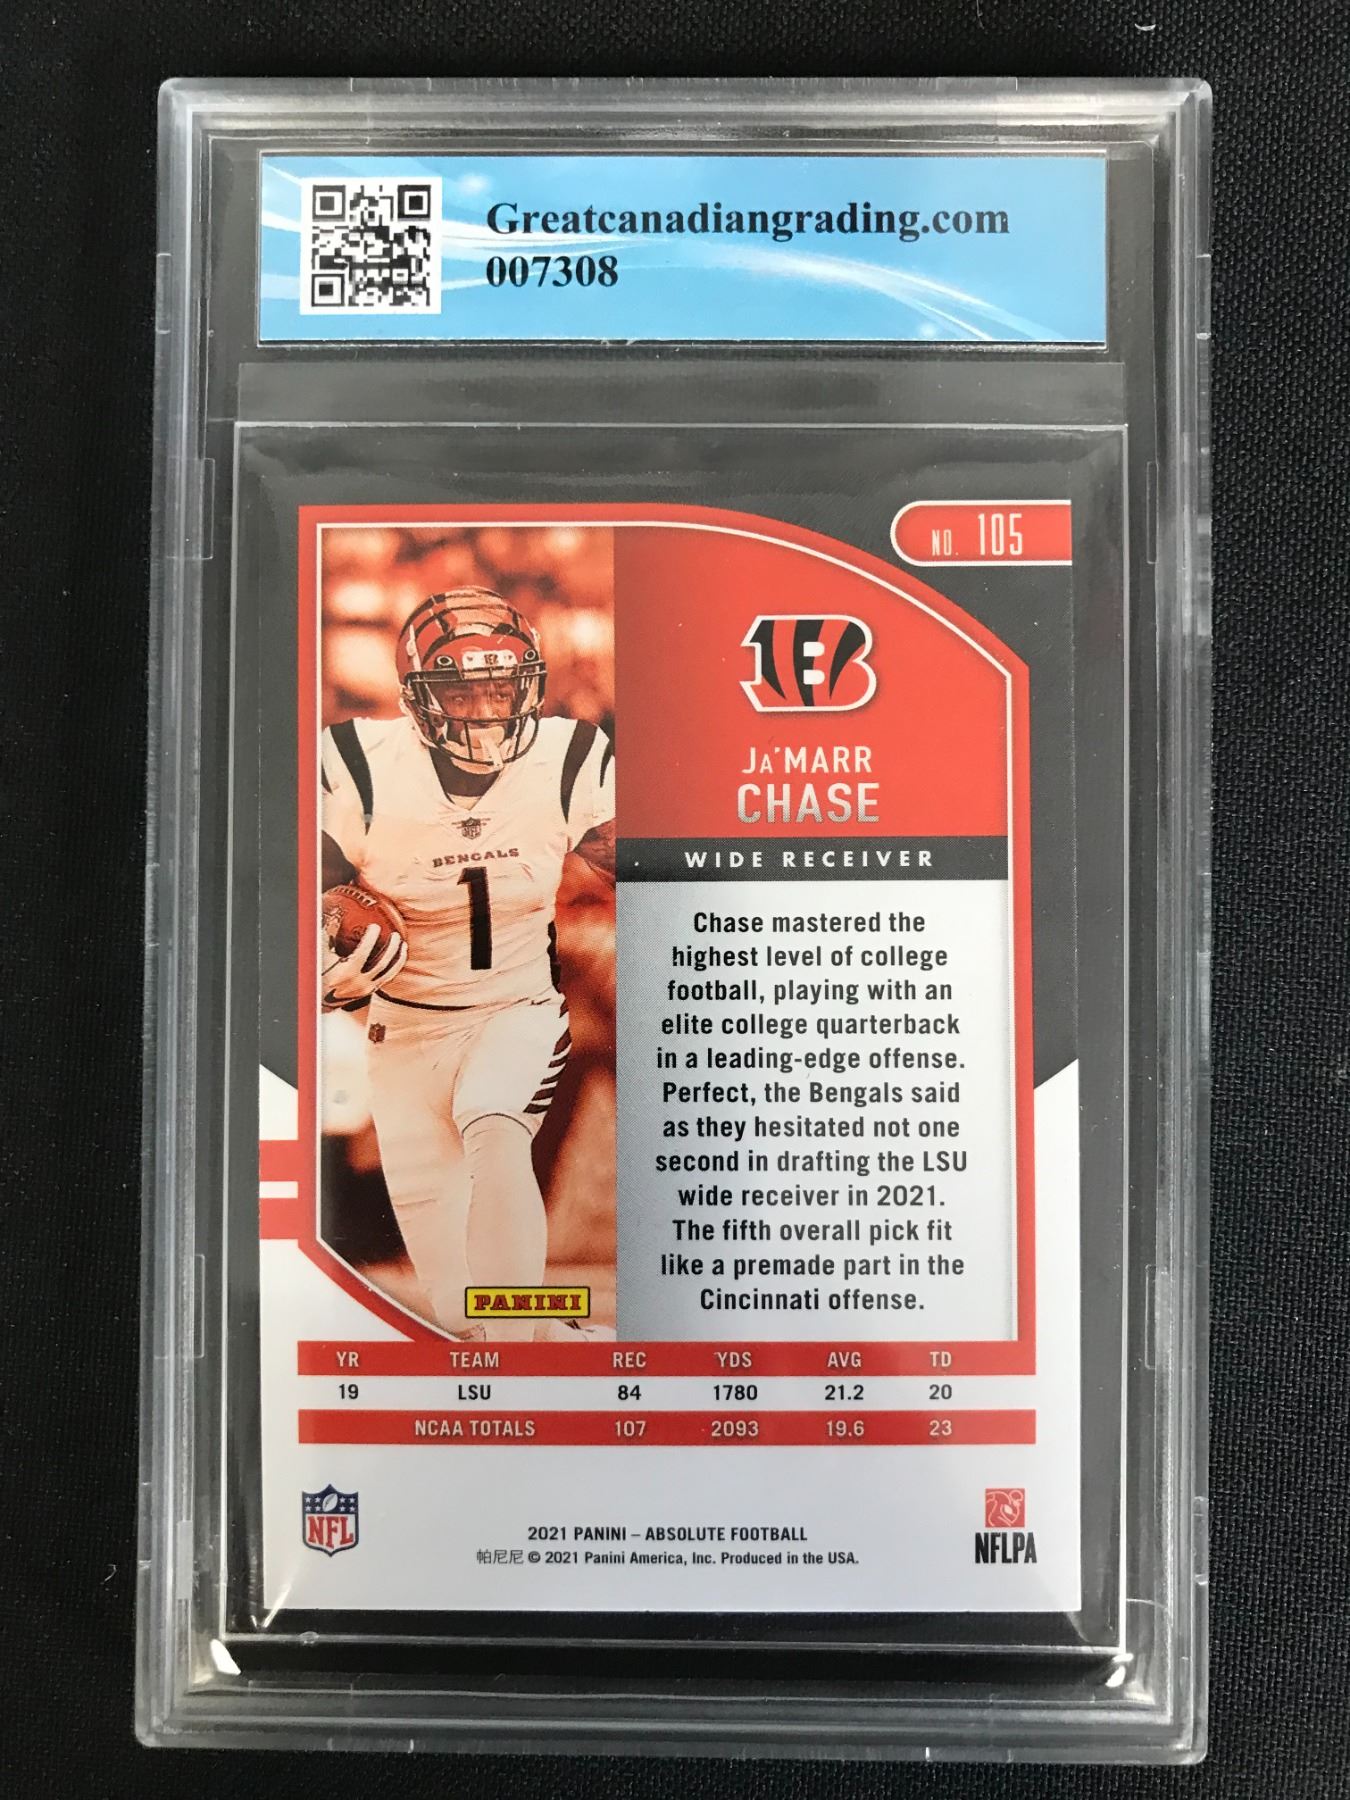 Greatcanadiangrading.com
007308
NO. 105
JA'MARR
CHASE
WIDE RECEIVER
BENGALS
1
Chase mastered the
highest level of college
football, playing with an
elite college quarterback
in a leading-edge offense.
Perfect, the Bengals said
as they hesitated not one
second in drafting the LSU
wide receiver in 2021.
The fifth overall pick fit
like a premade part in the
Cincinnati offense.
PANINI
YR TEAM REC YDS AVG TD
19 LSU 84 1780 21.2 20
NCAA TOTALS 107 2093 19.6 23
NFL
2021 PANINI – ABSOLUTE FOOTBALL
帕尼尼 © 2021 Panini America, Inc. Produced in the USA.
NFLPA